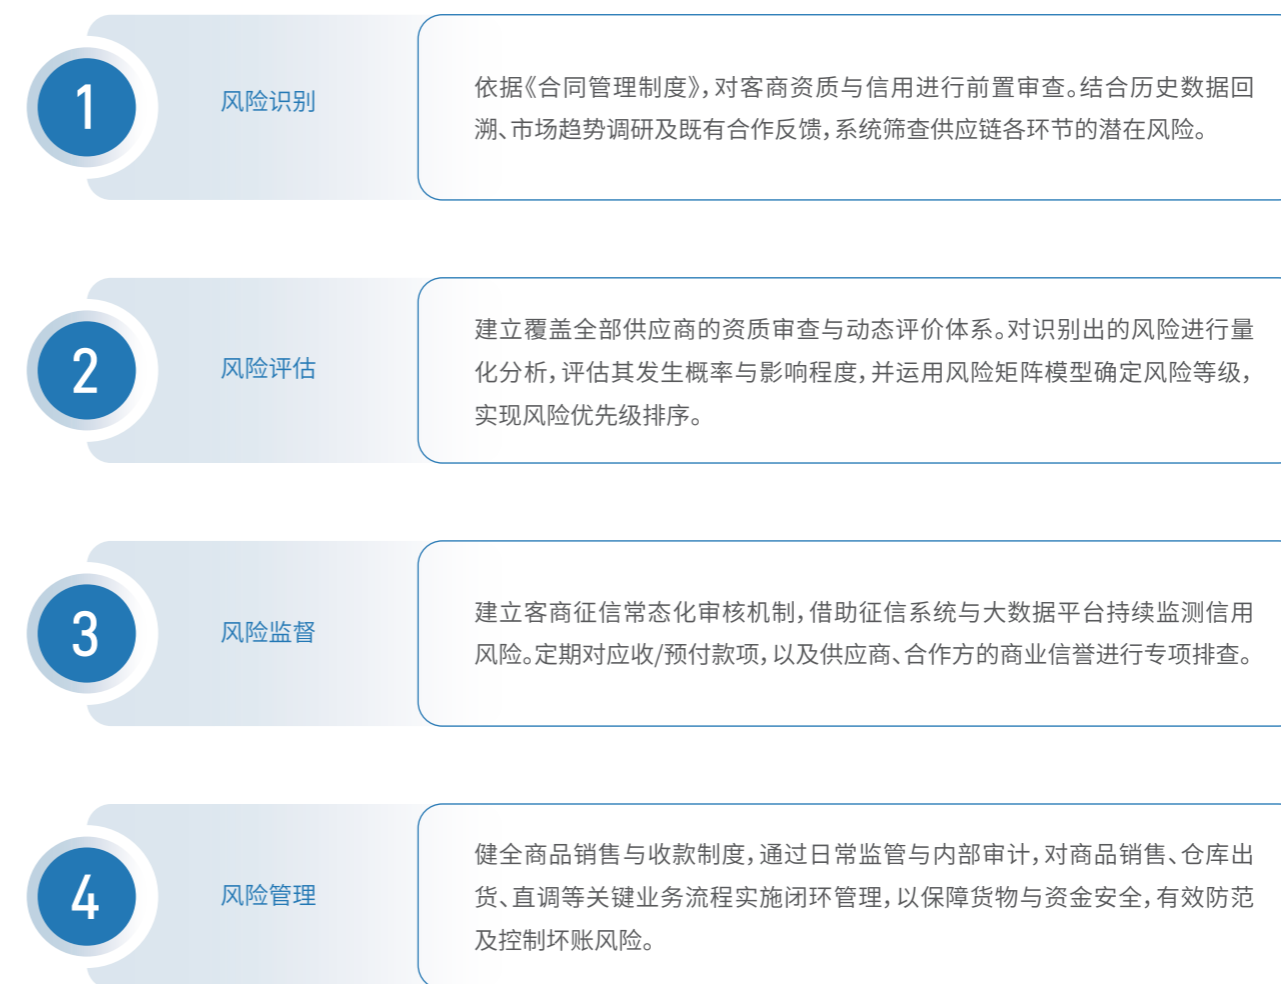 1
风险识别
依据《合同管理制度》，对客商资质与信用进行前置审查。结合历史数据回
溯、市场趋势调研及既有合作反馈，系统筛查供应链各环节的潜在风险。
2
风险评估
建立覆盖全部供应商的资质审查与动态评价体系。对识别出的风险进行量
化分析，评估其发生概率与影响程度，并运用风险矩阵模型确定风险等级，
实现风险优先级排序。
3
风险监督
建立客商征信常态化审核机制，借助征信系统与大数据平台持续监测信用
风险。定期对应收/预付款项，以及供应商、合作方的商业信誉进行专项排查。
4
风险管理
健全商品销售与收款制度，通过日常监管与内部审计，对商品销售、仓库出
货、直调等关键业务流程实施闭环管理，以保障货物与资金安全，有效防范
及控制坏账风险。